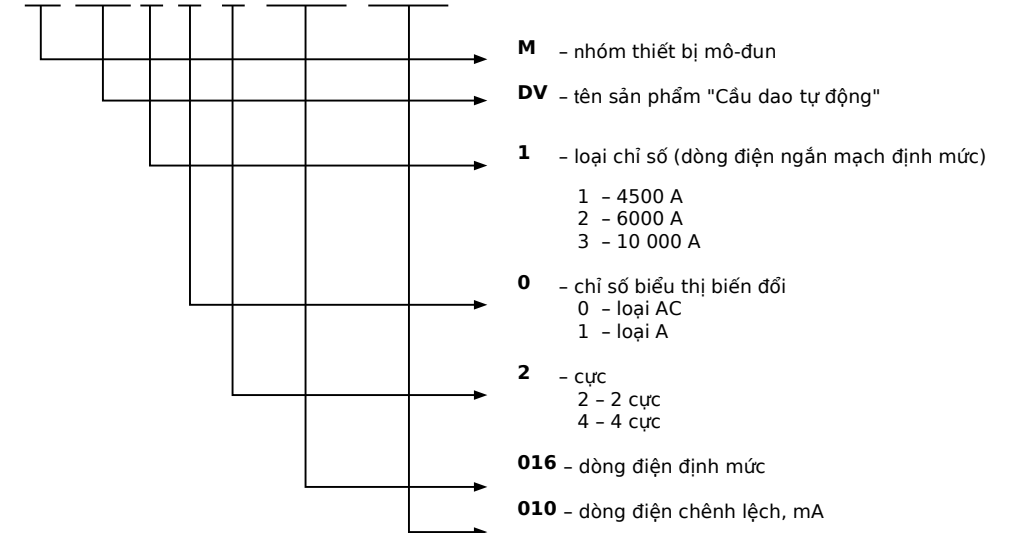 M – nhóm thiết bị mô-đun
DV – tên sản phẩm "Cầu dao tự động"
1 – loại chỉ số (dòng điện ngắn mạch định mức)
1 – 4500 A
2 – 6000 A
3 – 10 000 A
0 – chỉ số biểu thị biến đổi
0 – loại AC
1 – loại A
2 – cực
2 – 2 cực
4 – 4 cực
016 – dòng điện định mức
010 – dòng điện chênh lệch, mA